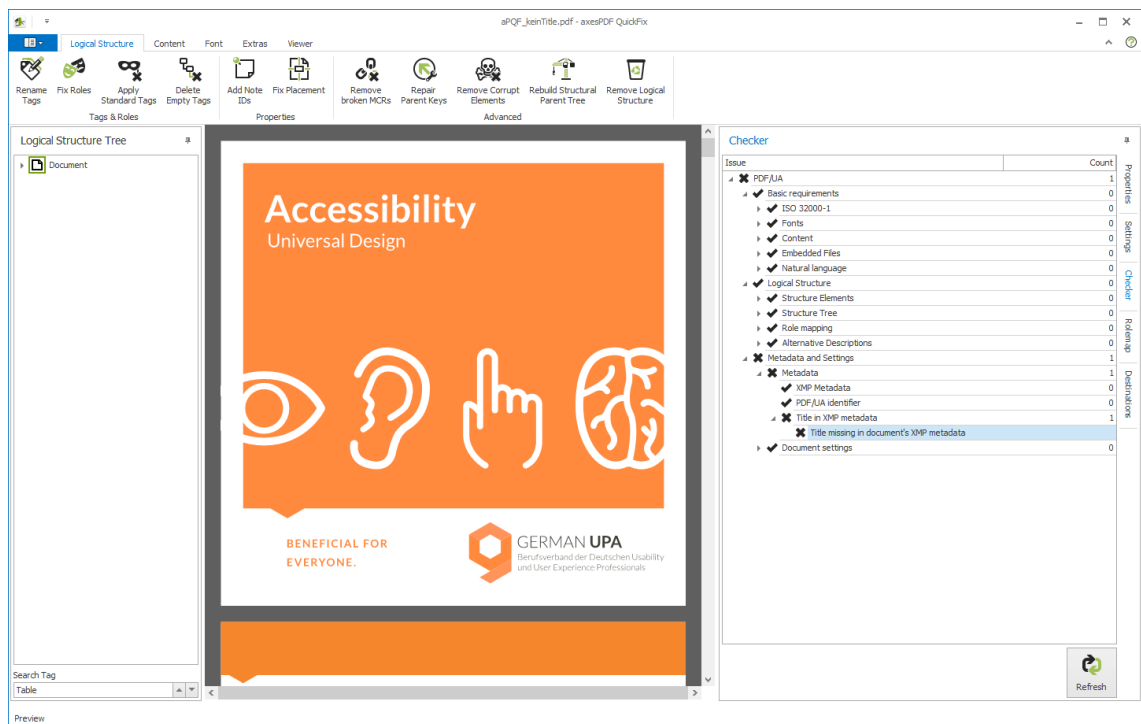 aPQF_keinTitle.pdf - axesPDF QuickFix
Logical Structure Content Font Extras Viewer
Rename Tags
Fix Roles
Apply Standard Tags
Delete Empty Tags
Add Note IDs
Fix Placement
Remove broken MCRs
Repair Parent Keys
Remove Corrupt Elements
Rebuild Structural Parent Tree
Remove Logical Structure
Tags & Roles
Properties
Advanced
Logical Structure Tree
Document
Search Tag
Table
Preview
Accessibility
Universal Design
BENEFICIAL FOR
EVERYONE.
GERMAN UPA
Berufsverband der Deutschen Usability
und User Experience Professionals
Checker
Issue Count
PDF/UA 1
Basic requirements 0
ISO 32000-1 0
Fonts 0
Content 0
Embedded Files 0
Natural language 0
Logical Structure 0
Structure Elements 0
Structure Tree 0
Role mapping 0
Alternative Descriptions 0
Metadata and Settings 1
Metadata 1
XMP Metadata 0
PDF/UA identifier 0
Title in XMP metadata 1
Title missing in document's XMP metadata
Document settings 0
Refresh
Properties
Settings
Checker
Rolemap
Destinations